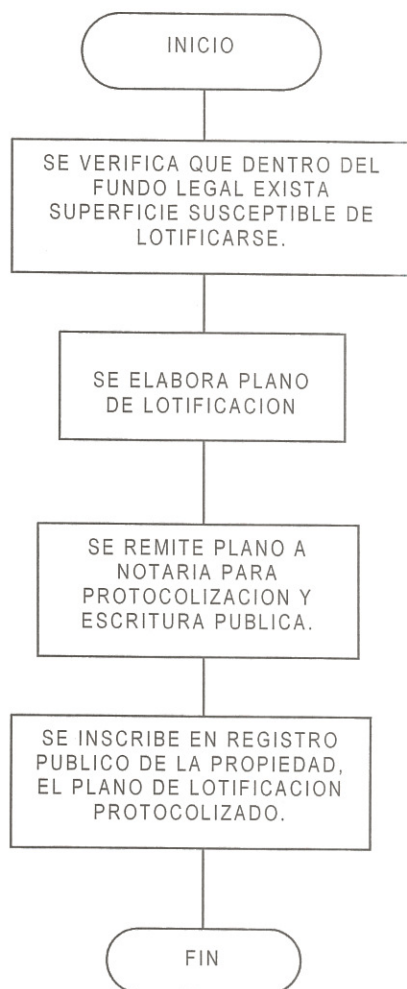 INICIO
SE VERIFICA QUE DENTRO DEL
FUNDO LEGAL EXISTA
SUPERFICIE SUSCEPTIBLE DE
LOTIFICARSE.
SE ELABORA PLANO
DE LOTIFICACION
SE REMITE PLANO A
NOTARIA PARA
PROTOCOLIZACION Y
ESCRITURA PUBLICA.
SE INSCRIBE EN REGISTRO
PUBLICO DE LA PROPIEDAD,
EL PLANO DE LOTIFICACION
PROTOCOLIZADO.
FIN